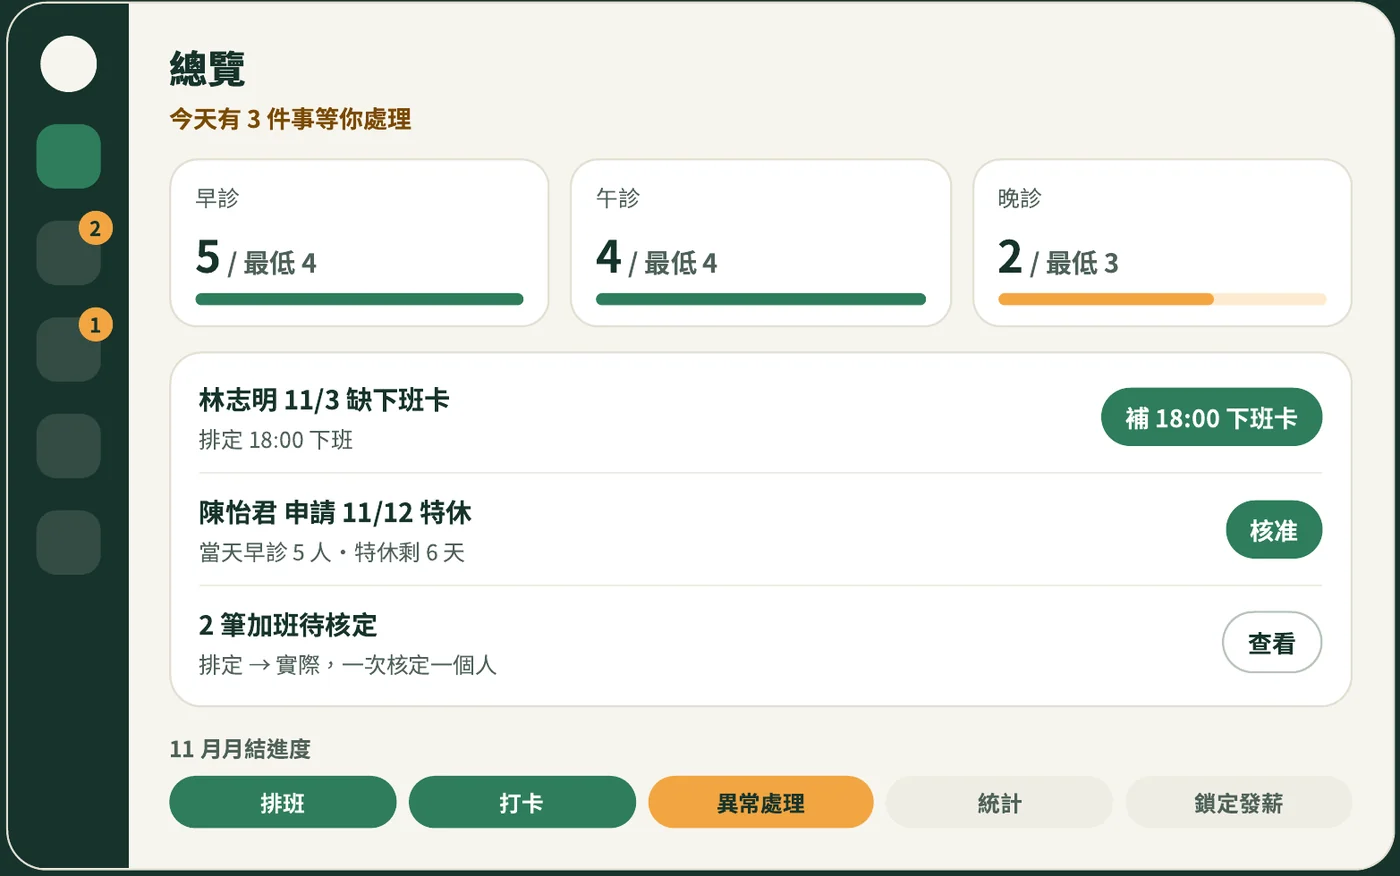 總覽
今天有 3 件事等你處理
2
1
早診
5 / 最低 4
午診
4 / 最低 4
晚診
2 / 最低 3
林志明 11/3 缺下班卡
排定 18:00 下班
補 18:00 下班卡
陳怡君 申請 11/12 特休
當天早診 5 人・特休剩 6 天
核准
2 筆加班待核定
排定 → 實際，一次核定一個人
查看
11 月月結進度
排班
打卡
異常處理
統計
鎖定發薪